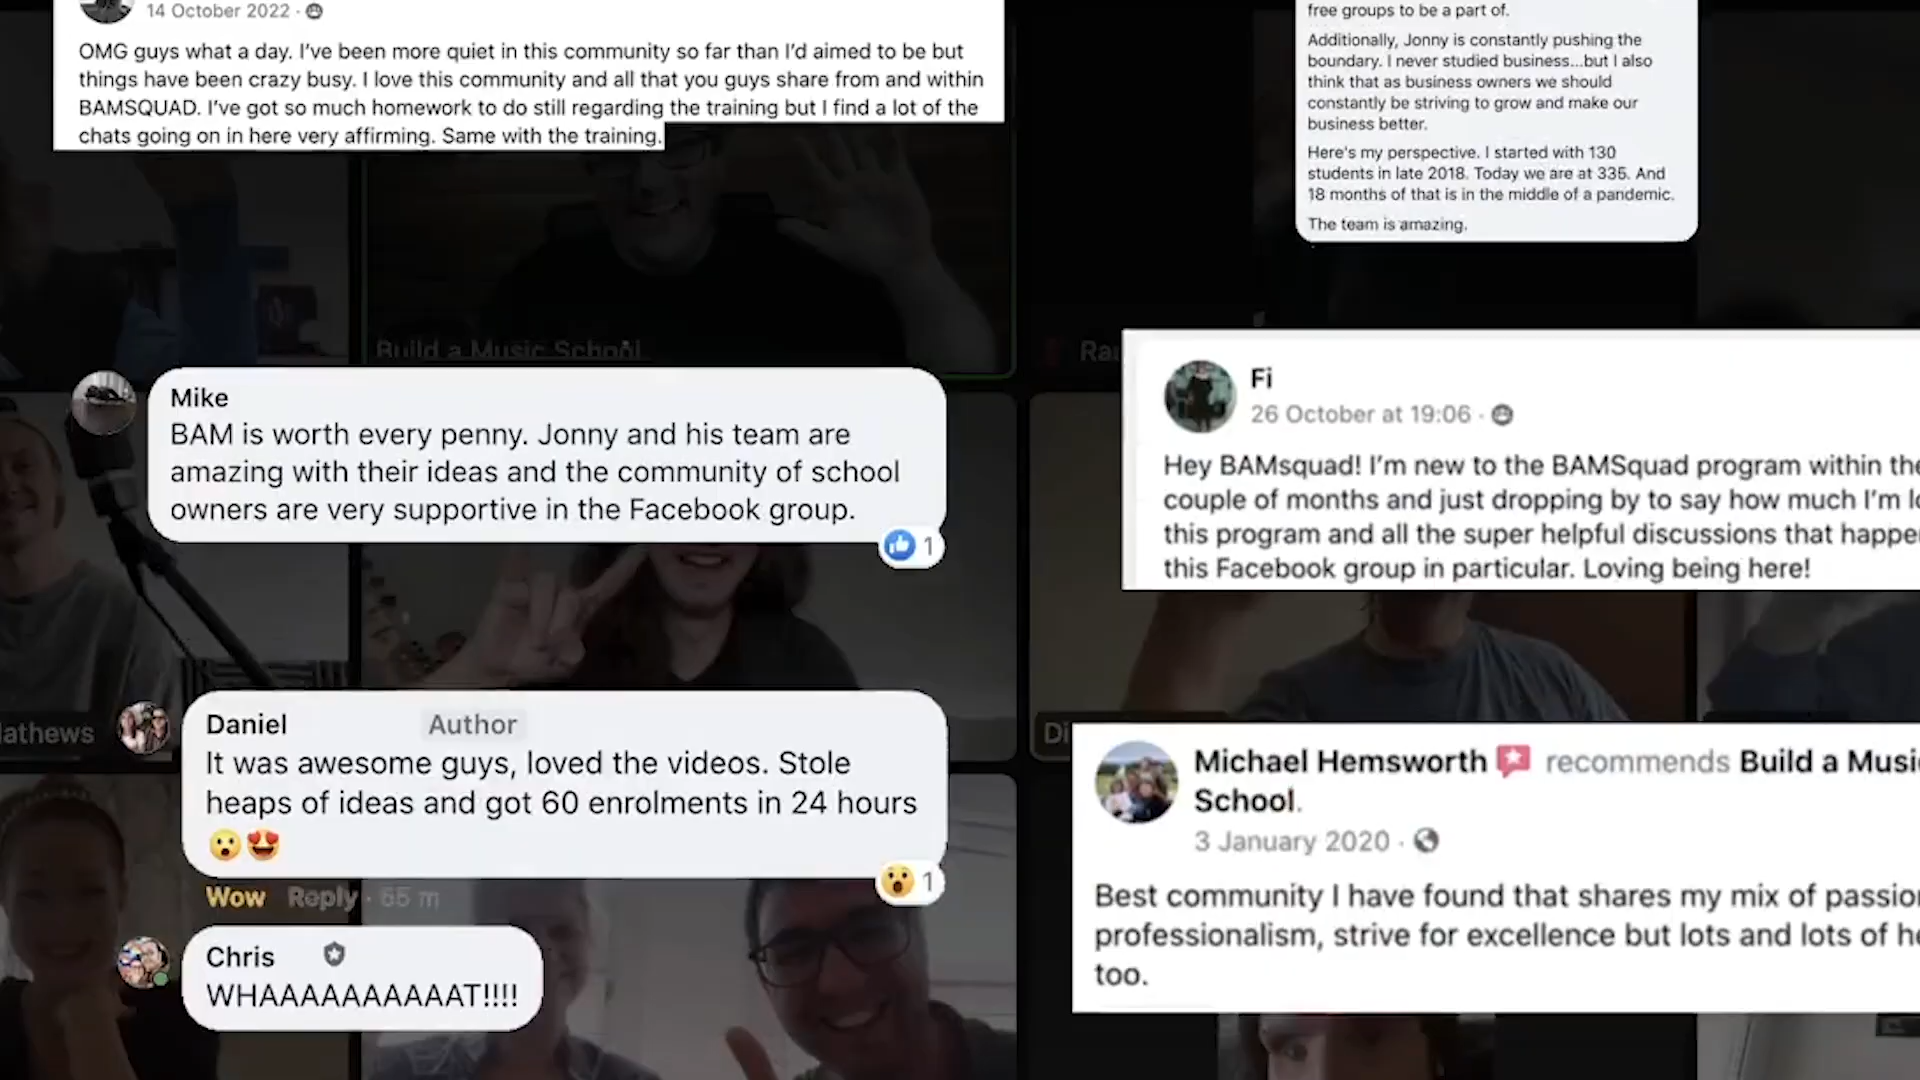 14 October 2022 ·
OMG guys what a day. I've been more quiet in this community so far than I'd aimed to be but
things have been crazy busy. I love this community and all that you guys share from and within
BAMSQUAD. I've got so much homework to do still regarding the training but I find a lot of the
chats going on in here very affirming. Same with the training.
Build a Music School
Mike
BAM is worth every penny. Jonny and his team are
amazing with their ideas and the community of school
owners are very supportive in the Facebook group.
1
athews
Daniel Author
It was awesome guys, loved the videos. Stole
heaps of ideas and got 60 enrolments in 24 hours
😮😍
1
Wow Reply · 55 m
Chris
WHAAAAAAAAAAT!!!!
free groups to be a part of.
Additionally, Jonny is constantly pushing the
boundary. I never studied business...but I also
think that as business owners we should
constantly be striving to grow and make our
business better.
Here's my perspective. I started with 130
students in late 2018. Today we are at 335. And
18 months of that is in the middle of a pandemic.
The team is amazing.
Fi
26 October at 19:06 ·
Hey BAMsquad! I'm new to the BAMSquad program within the
couple of months and just dropping by to say how much I'm
this program and all the super helpful discussions that
this Facebook group in particular. Loving being here!
Michael Hemsworth recommends Build a
School.
3 January 2020 ·
Best community I have found that shares my mix of
professionalism, strive for excellence but lots and lots of
too.